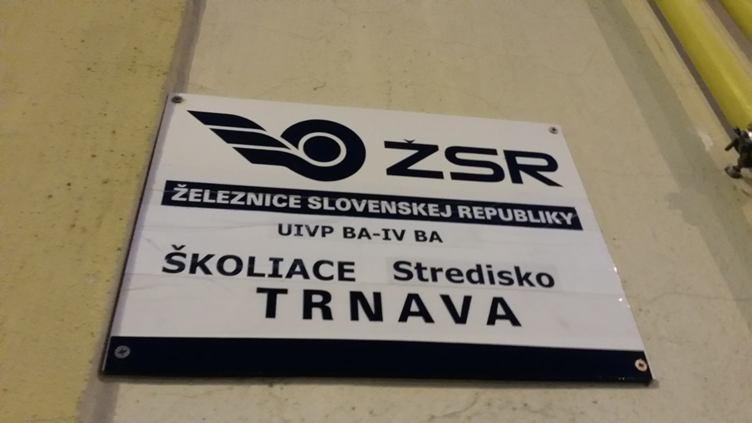 ŽSR
ŽELEZNICE SLOVENSKEJ REPUBLIKY
UIVP BA-IV BA
ŠKOLIACE Stredisko
TRNAVA